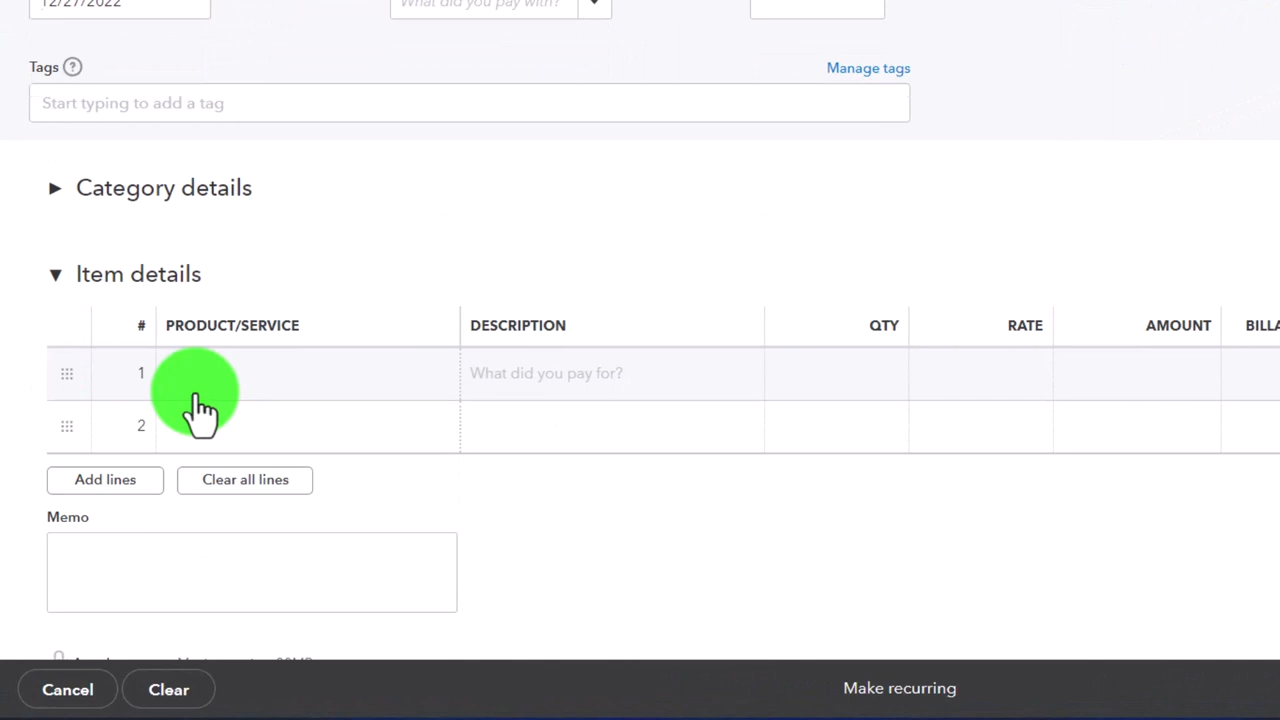 12/27/2022 What did you pay with?
Tags ? Manage tags
Start typing to add a tag
Category details
Item details
# PRODUCT/SERVICE DESCRIPTION QTY RATE AMOUNT BILLA
1 What did you pay for?
2
Add lines Clear all lines
Memo
Cancel Clear Make recurring